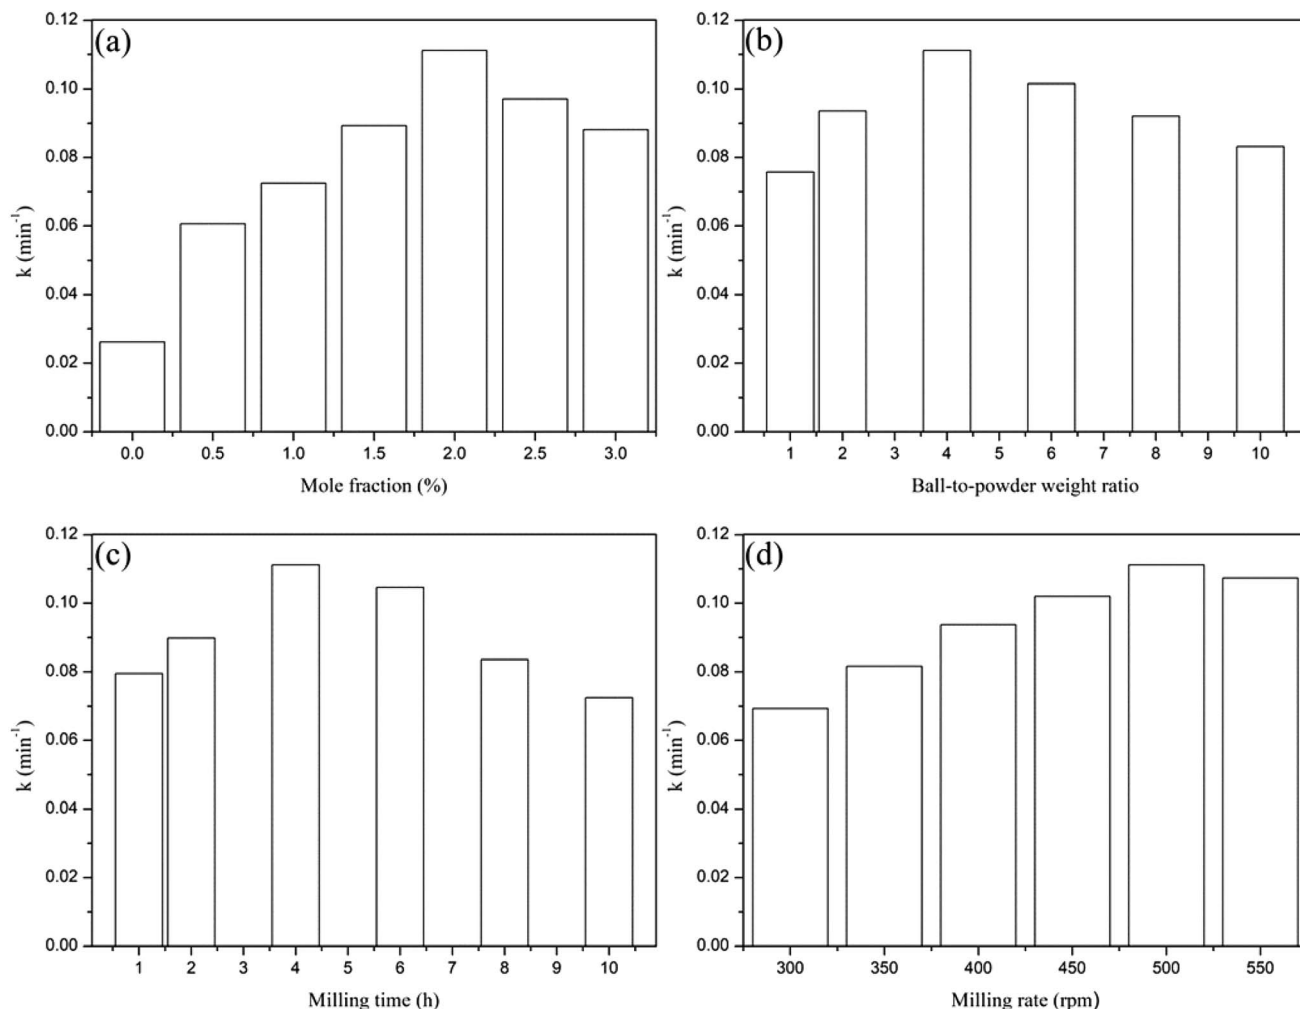 (a)
0.12
0.10
0.08
0.06
0.04
0.02
0.00
k (min⁻¹)
0.0 0.5 1.0 1.5 2.0 2.5 3.0
Mole fraction (%)
(b)
0.12
0.10
0.08
0.06
0.04
0.02
0.00
k (min⁻¹)
1 2 3 4 5 6 7 8 9 10
Ball-to-powder weight ratio
(c)
0.12
0.10
0.08
0.06
0.04
0.02
0.00
k (min⁻¹)
1 2 3 4 5 6 7 8 9 10
Milling time (h)
(d)
0.12
0.10
0.08
0.06
0.04
0.02
0.00
k (min⁻¹)
300 350 400 450 500 550
Milling rate (rpm)